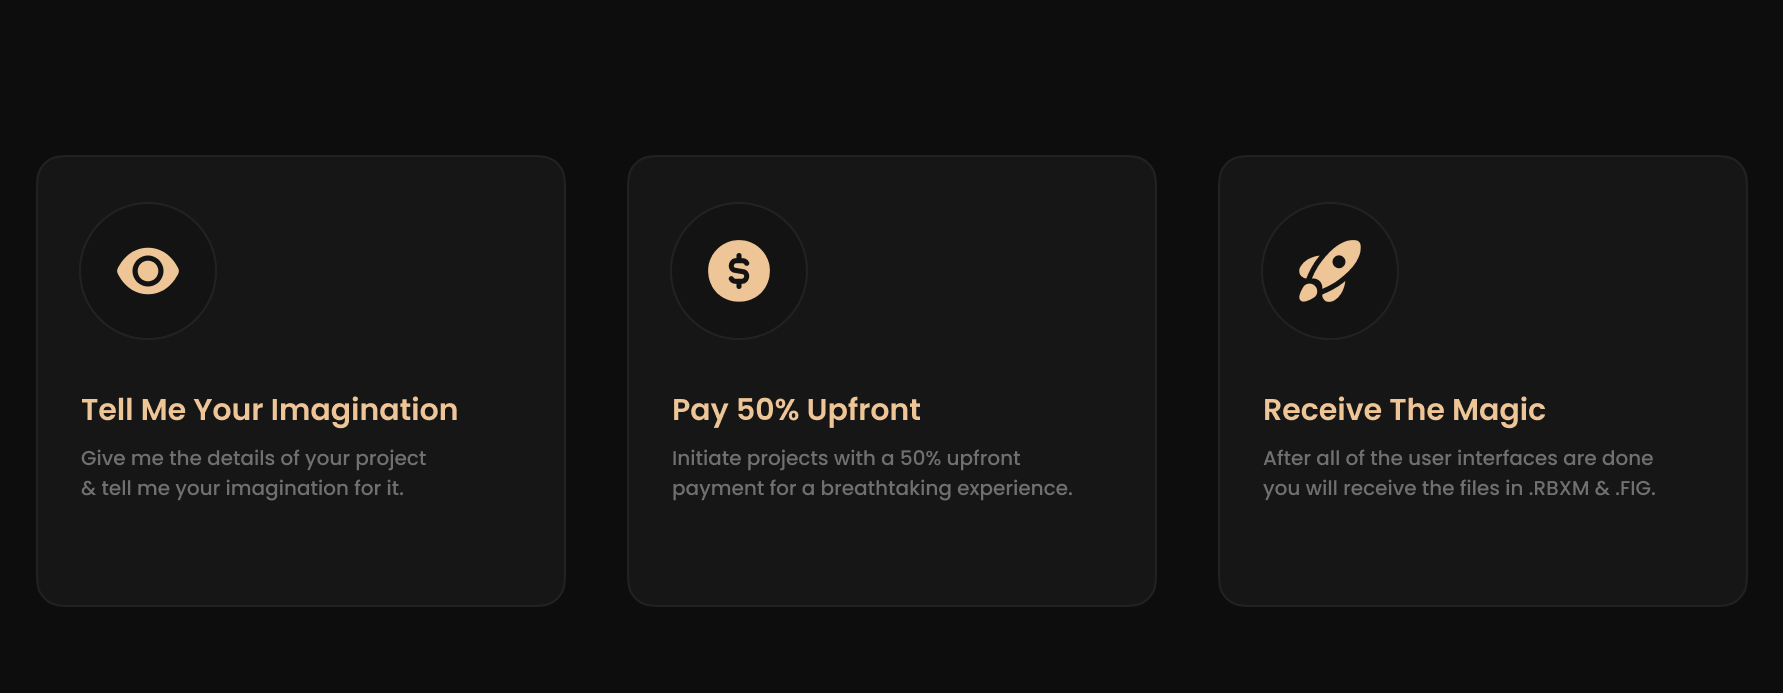 Tell Me Your Imagination
Give me the details of your project
& tell me your imagination for it.
Pay 50% Upfront
Initiate projects with a 50% upfront
payment for a breathtaking experience.
Receive The Magic
After all of the user interfaces are done
you will receive the files in .RBXM & .FIG.